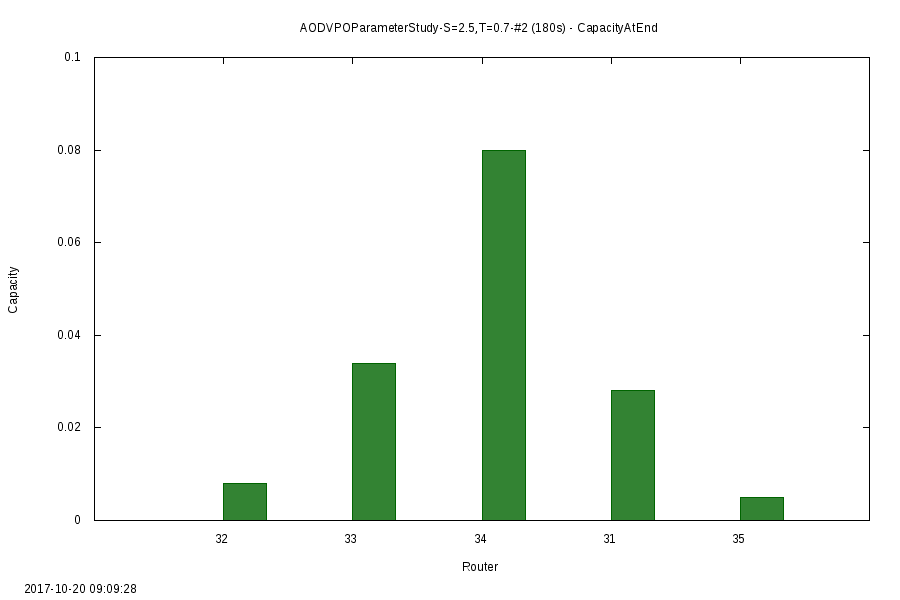 AODVPOParameterStudy-S=2.5,T=0.7-#2 (180s) - CapacityAtEnd
0.1
0.08
0.06
0.04
0.02
0
Capacity
32 33 34 31 35
Router
2017-10-20 09:09:28